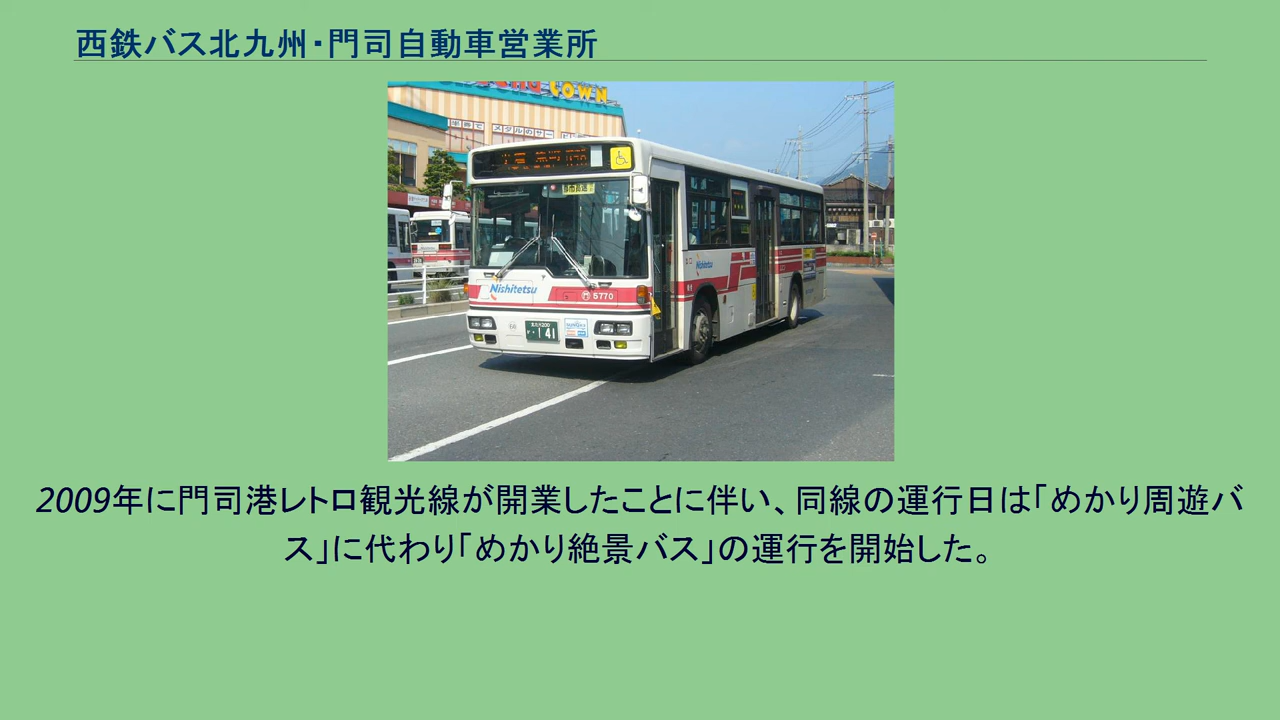 西鉄バス北九州・門司自動車営業所
COWN
Nishitetsu
Nishitetsu
5770
41
2009年に門司港レトロ観光線が開業したことに伴い、同線の運行日は「めかり周遊バ
ス」に代わり「めかり絶景バス」の運行を開始した。